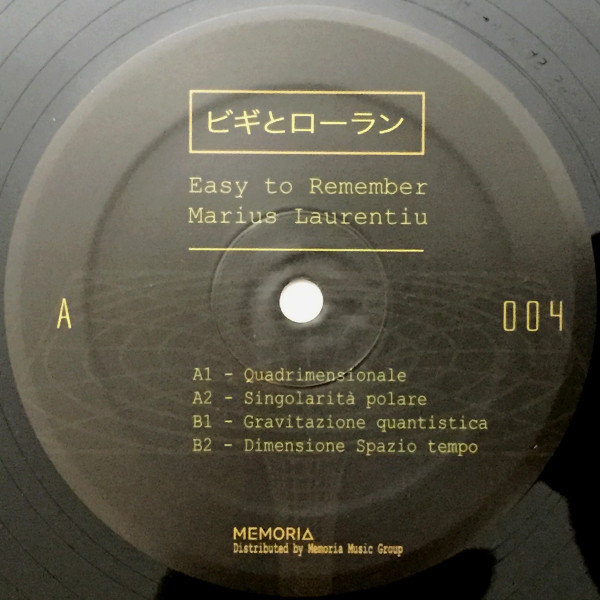 ビギとローラン
Easy to Remember
Marius Laurentiu
A
004
A1 - Quadrimensionale
A2 - Singolarità polare
B1 - Gravitazione quantistica
B2 - Dimensione Spazio tempo
MEMORIA
Distributed by Memoria Music Group